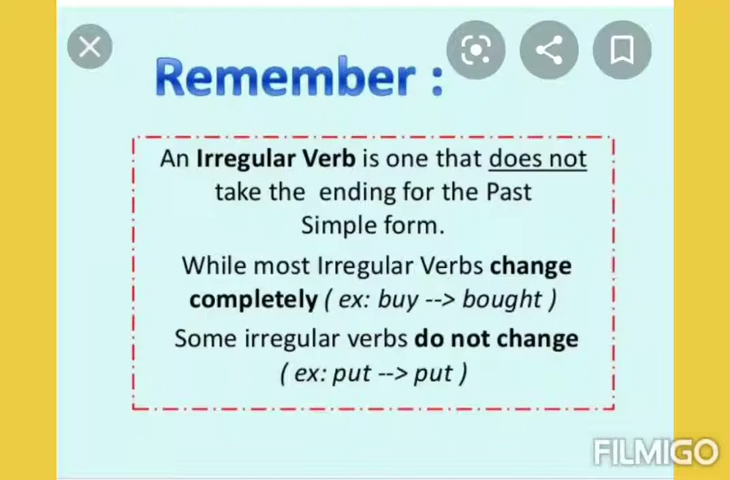 Remember :
An Irregular Verb is one that does not
take the ending for the Past
Simple form.
While most Irregular Verbs change
completely ( ex: buy --> bought )
Some irregular verbs do not change
( ex: put --> put )
FILMIGO